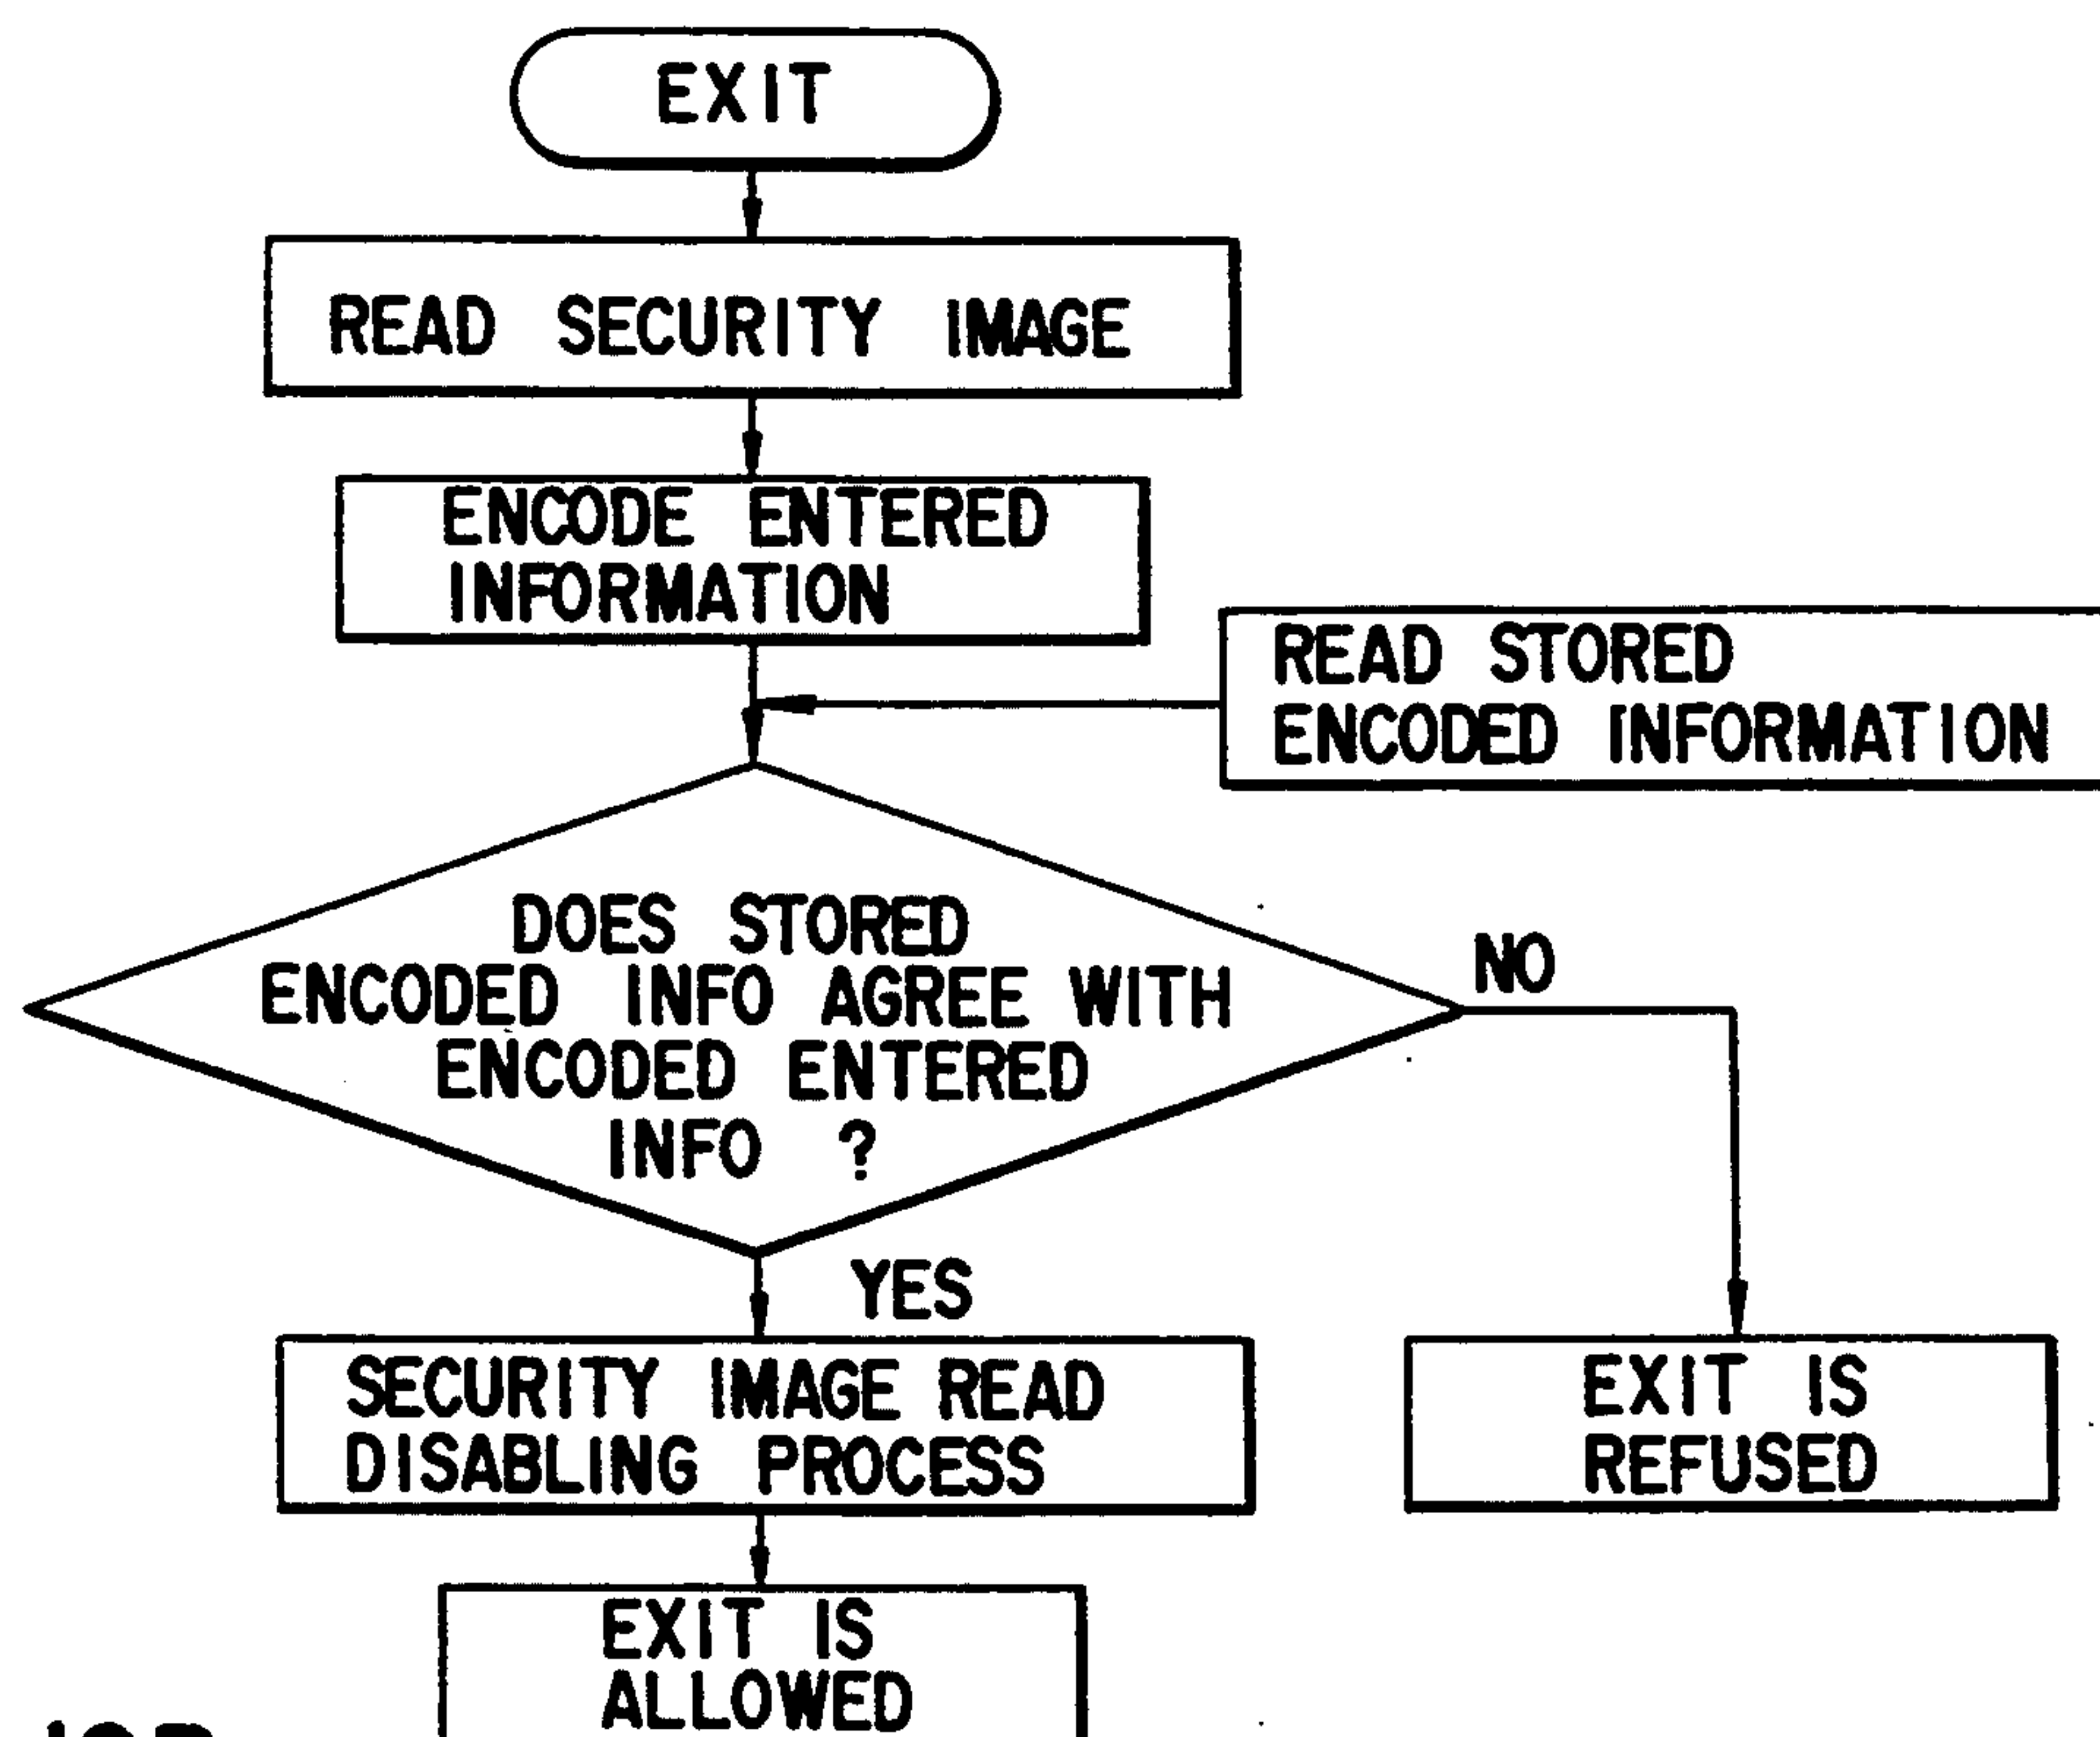 EXIT
READ SECURITY IMAGE
ENCODE ENTERED
INFORMATION
READ STORED
ENCODED INFORMATION
DOES STORED
ENCODED INFO AGREE WITH
ENCODED ENTERED
INFO ?
NO
YES
SECURITY IMAGE READ
DISABLING PROCESS
EXIT IS
REFUSED
EXIT IS
ALLOWED